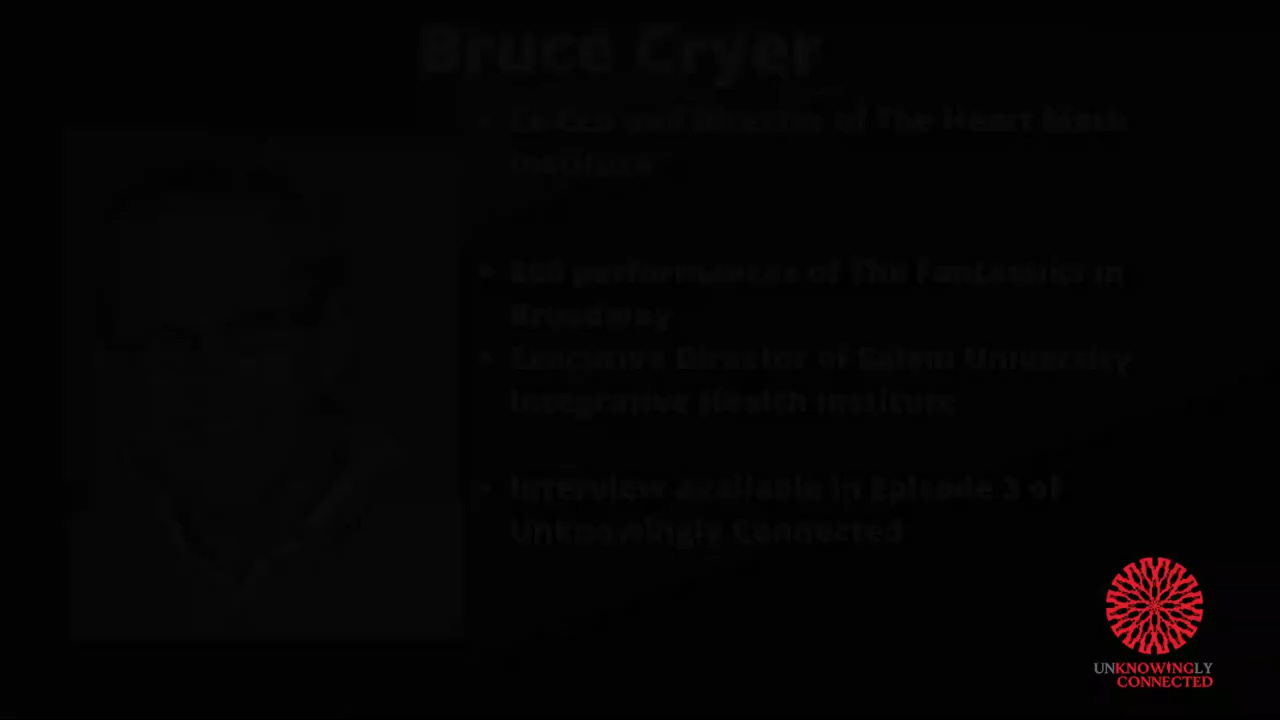 Bruce Cryer
Ex-Ceo and Director of The Heart Math
Institute
performances of The Fantasticks in
Broadway
Executive Director of Salem University
Integrative Health Institute
Interview available in Episode 3 of
Unknowingly Connected
UNKNOWINGLY
CONNECTED